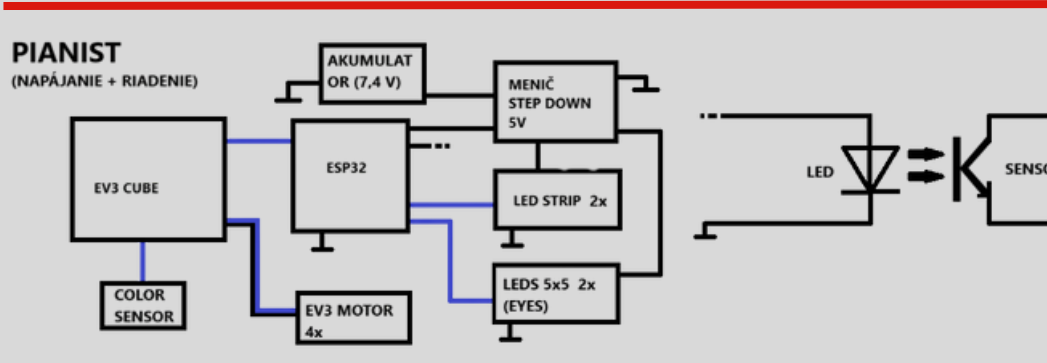 PIANIST
(NAPÁJANIE + RIADENIE)
AKUMULAT
OR (7,4 V)
MENIČ
STEP DOWN
5V
EV3 CUBE
ESP32
LED STRIP 2x
LED
SENSO
COLOR
SENSOR
EV3 MOTOR
4x
LEDS 5x5 2x
(EYES)